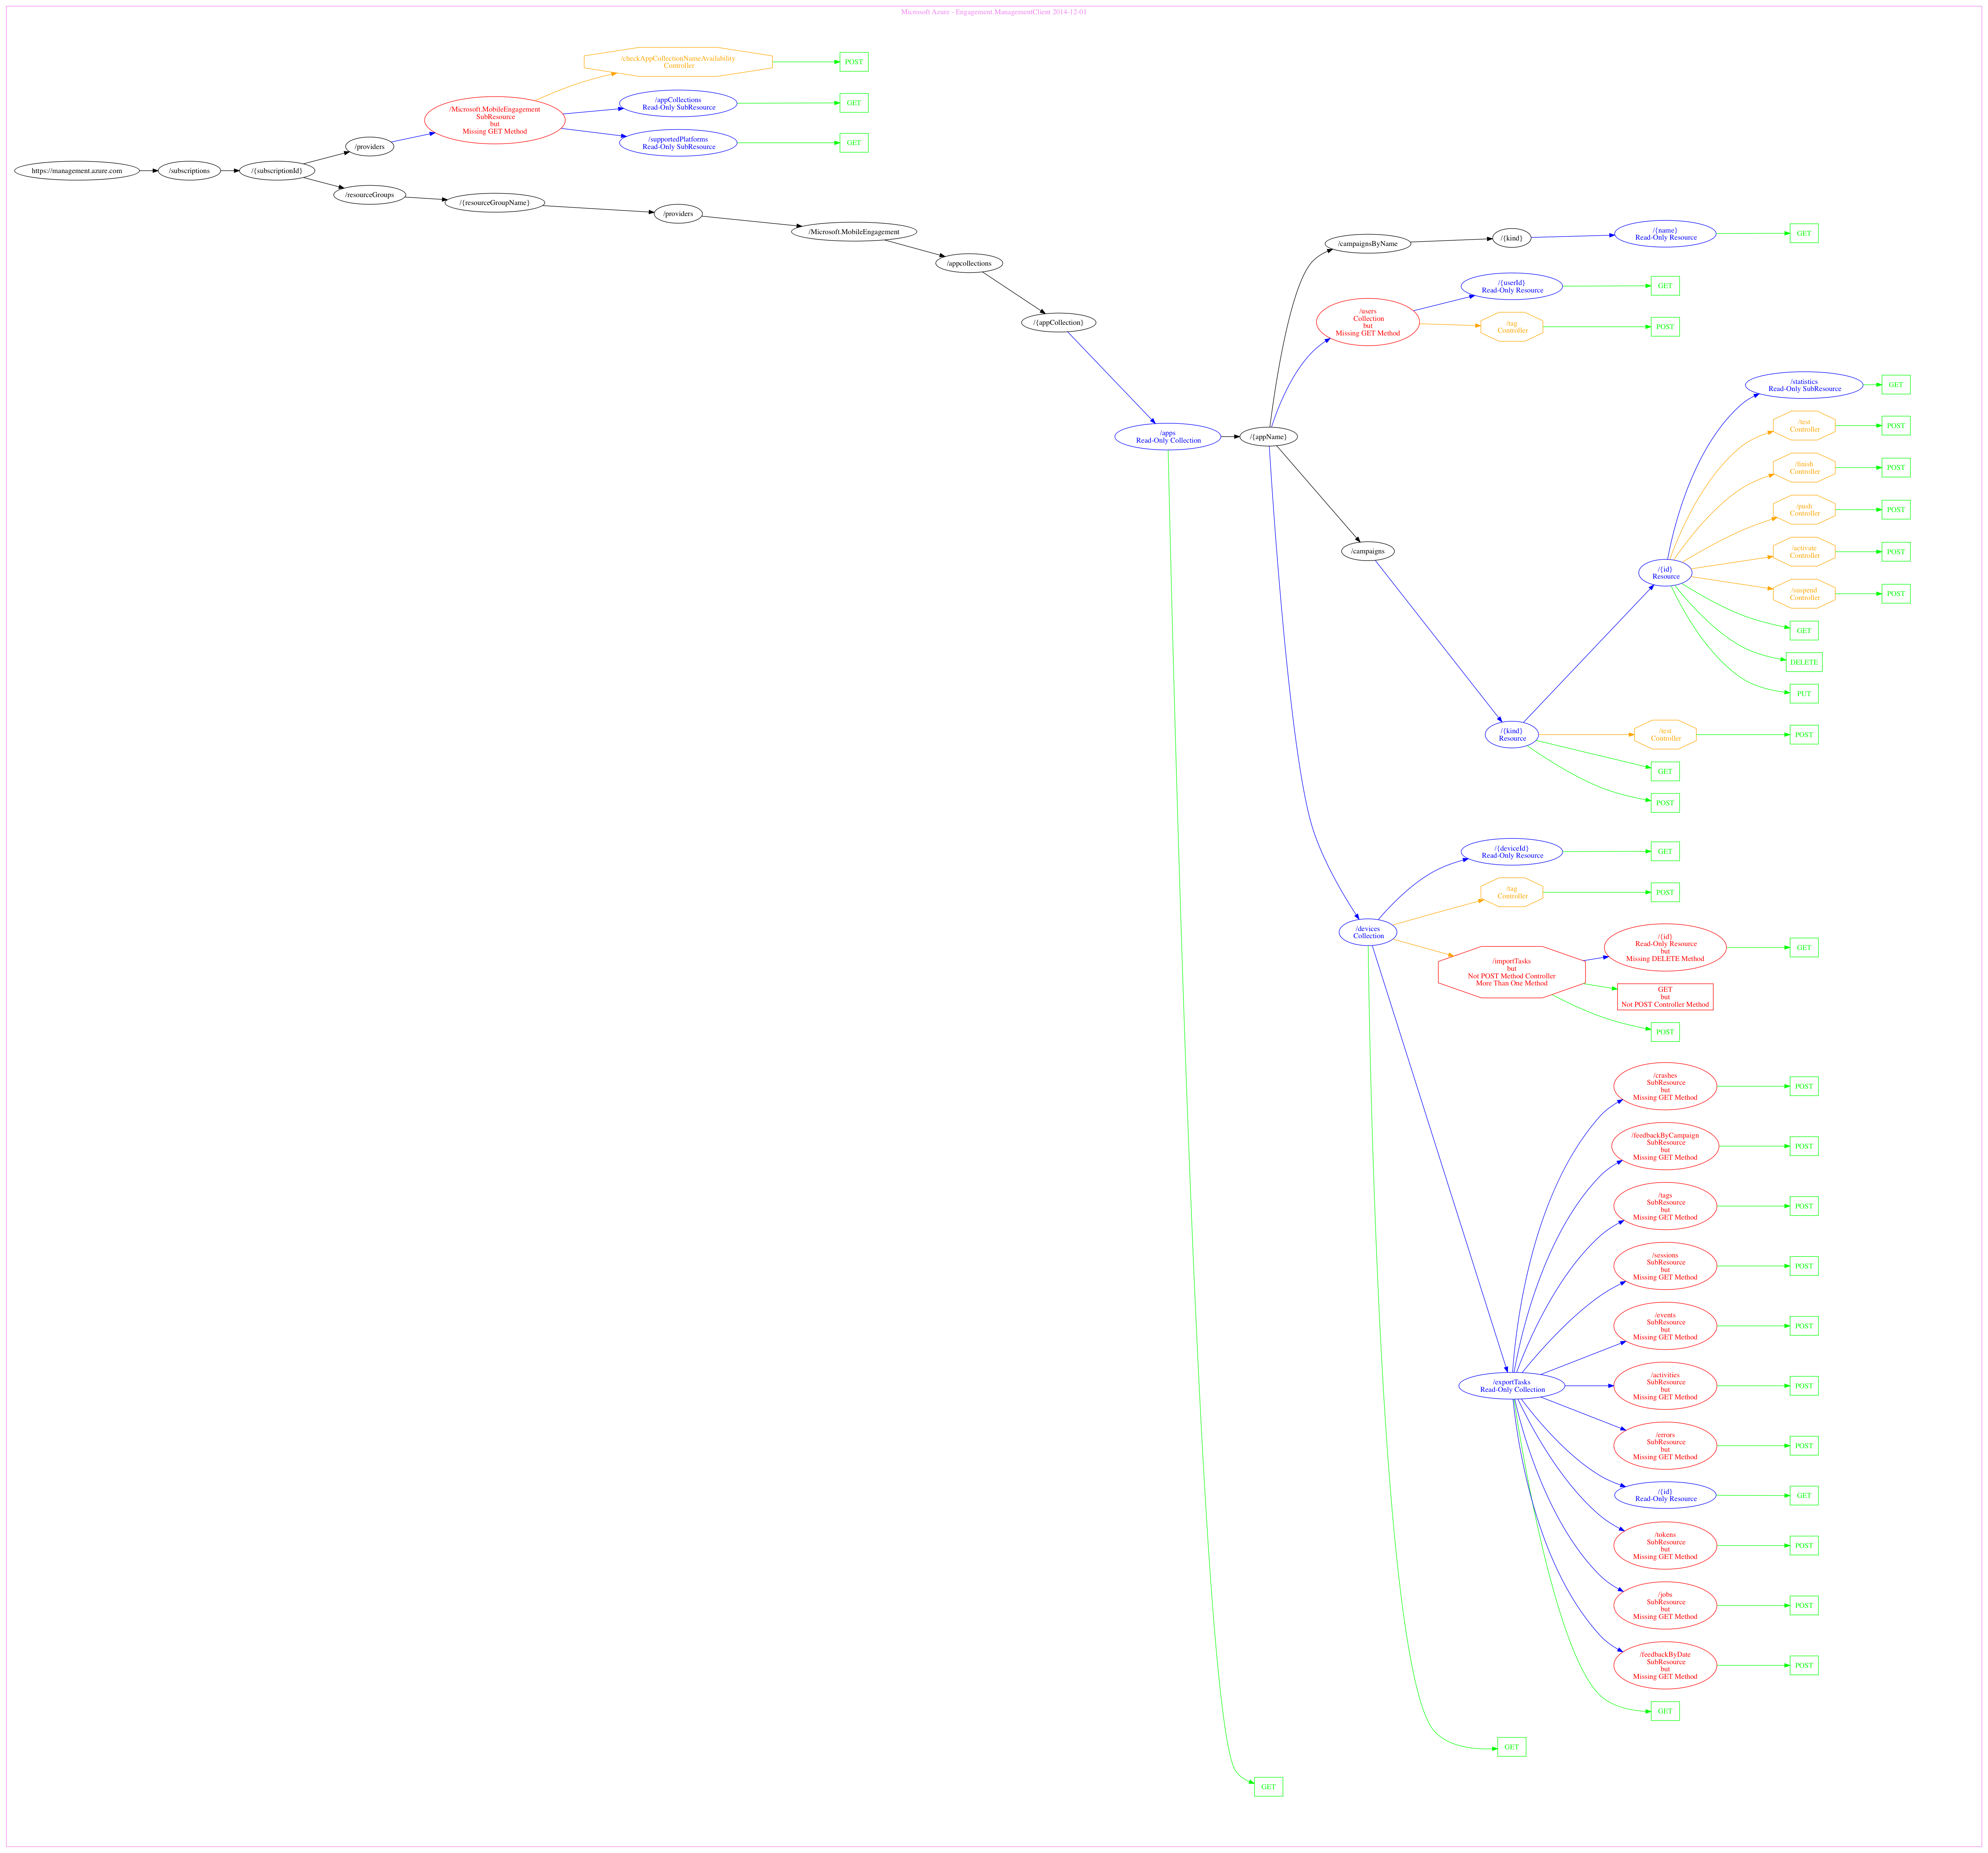 Microsoft Azure - Engagement.ManagementClient 2014-12-01
/checkAppCollectionNameAvailability
Controller
POST
/Microsoft.MobileEngagement
SubResource
but
Missing GET Method
/appCollections
Read-Only SubResource
GET
/supportedPlatforms
Read-Only SubResource
GET
/providers
https://management.azure.com
/subscriptions
/{subscriptionId}
/resourceGroups
/{resourceGroupName}
/providers
/Microsoft.MobileEngagement
/appcollections
/{appCollection}
/apps
Read-Only Collection
/{appName}
/campaignsByName
/{kind}
/{name}
Read-Only Resource
GET
/users
Collection
but
Missing GET Method
/{userId}
Read-Only Resource
GET
/tag
Controller
POST
/statistics
Read-Only SubResource
GET
/test
Controller
POST
/finish
Controller
POST
/push
Controller
POST
/activate
Controller
POST
/suspend
Controller
POST
/campaigns
/{id}
Resource
GET
DELETE
PUT
/{kind}
Resource
/test
Controller
POST
GET
POST
/{deviceId}
Read-Only Resource
GET
/tag
Controller
POST
/devices
Collection
/importTasks
but
Not POST Method Controller
More Than One Method
/{id}
Read-Only Resource
but
Missing DELETE Method
GET
GET
but
Not POST Controller Method
POST
/crashes
SubResource
but
Missing GET Method
POST
/feedbackByCampaign
SubResource
but
Missing GET Method
POST
/tags
SubResource
but
Missing GET Method
POST
/sessions
SubResource
but
Missing GET Method
POST
/events
SubResource
but
Missing GET Method
POST
/exportTasks
Read-Only Collection
/activities
SubResource
but
Missing GET Method
POST
/errors
SubResource
but
Missing GET Method
POST
/{id}
Read-Only Resource
GET
/tokens
SubResource
but
Missing GET Method
POST
/jobs
SubResource
but
Missing GET Method
POST
/feedbackByDate
SubResource
but
Missing GET Method
POST
GET
GET
GET